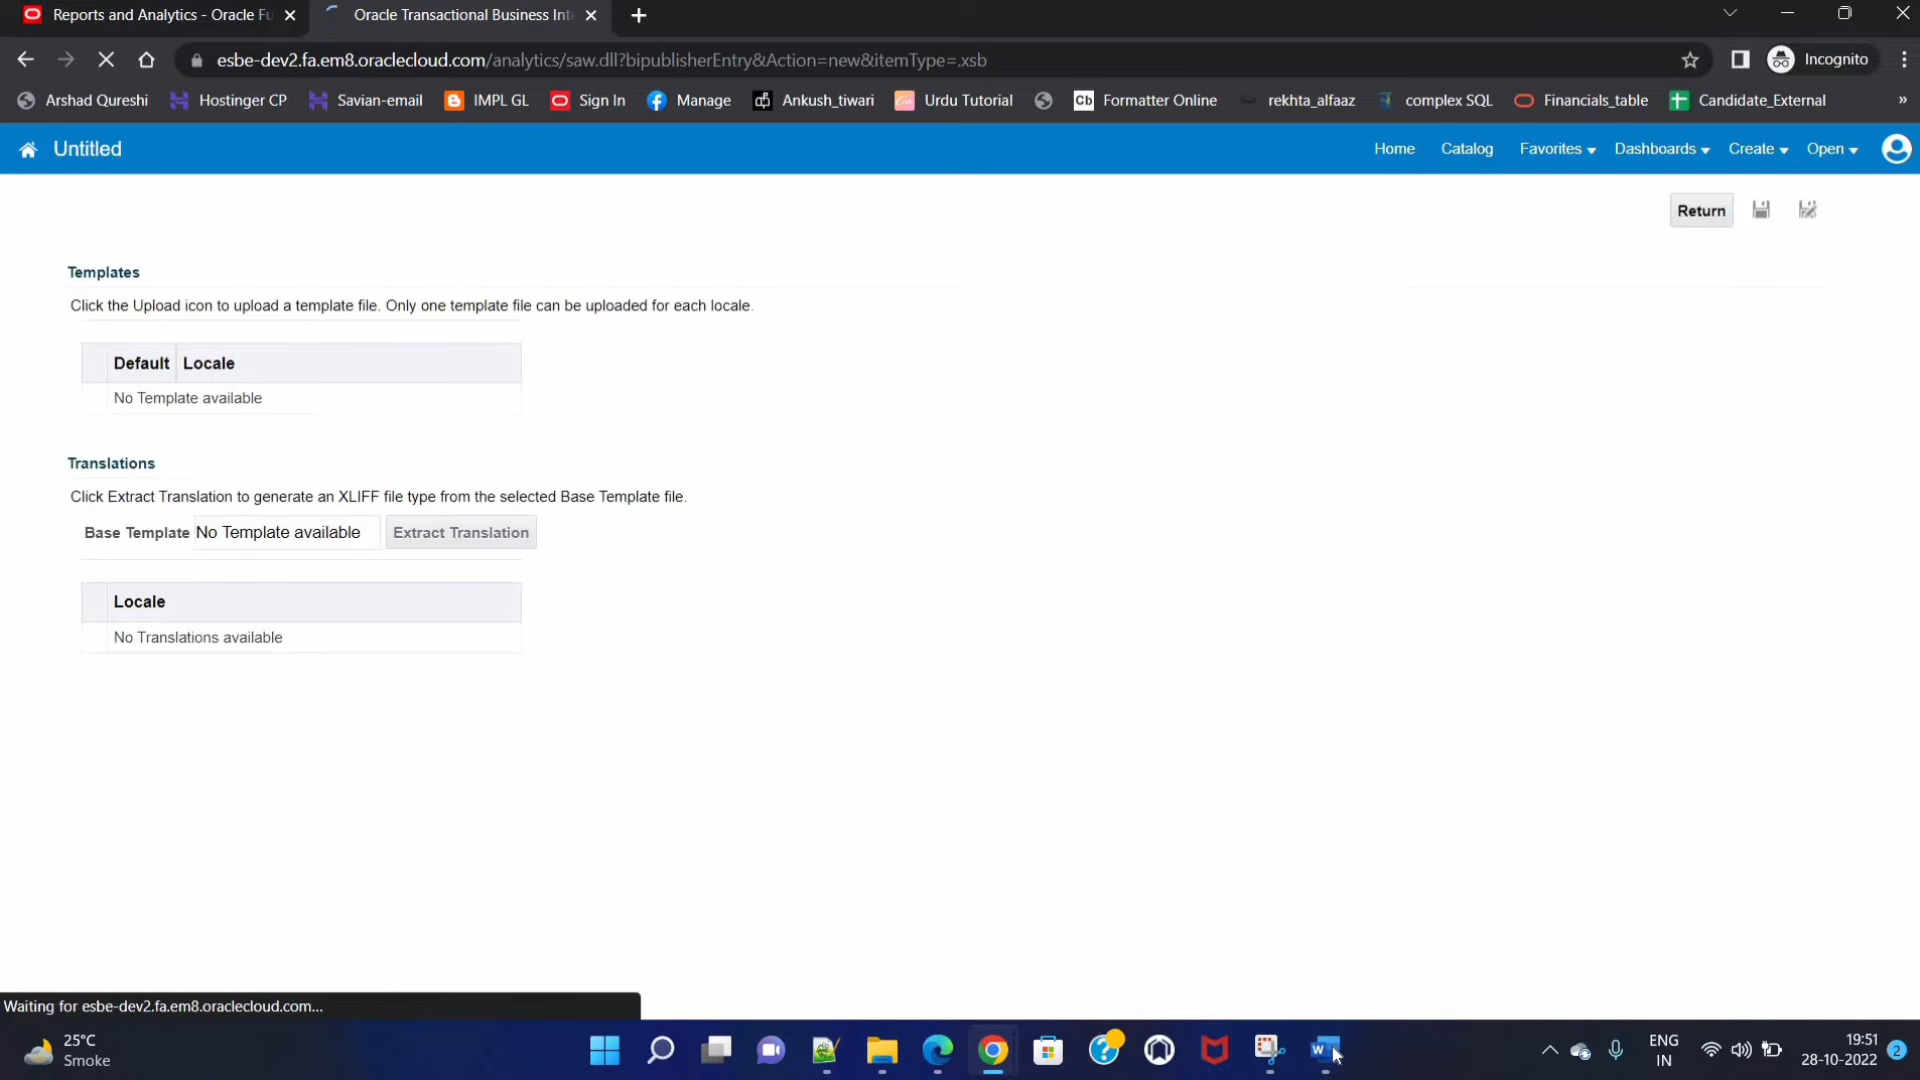 Reports and Analytics - Oracle Fu
Oracle Transactional Business Int
esbe-dev2.fa.em8.oraclecloud.com/analytics/saw.dll?bipublisherEntry&Action=new&itemType=.xsb
Incognito
Arshad Qureshi
Hostinger CP
Savian-email
IMPL GL
Sign In
Manage
Ankush_tiwari
Urdu Tutorial
Cb
Formatter Online
rekhta_alfaaz
complex SQL
Financials_table
Candidate_External
»
Untitled
Home
Catalog
Favorites
Dashboards
Create
Open
Return
Templates
Click the Upload icon to upload a template file. Only one template file can be uploaded for each locale.
Default Locale
No Template available
Translations
Click Extract Translation to generate an XLIFF file type from the selected Base Template file.
Base Template No Template available Extract Translation
Locale
No Translations available
Waiting for esbe-dev2.fa.em8.oraclecloud.com...
25°C
Smoke
ENG
IN
19:51
28-10-2022
2